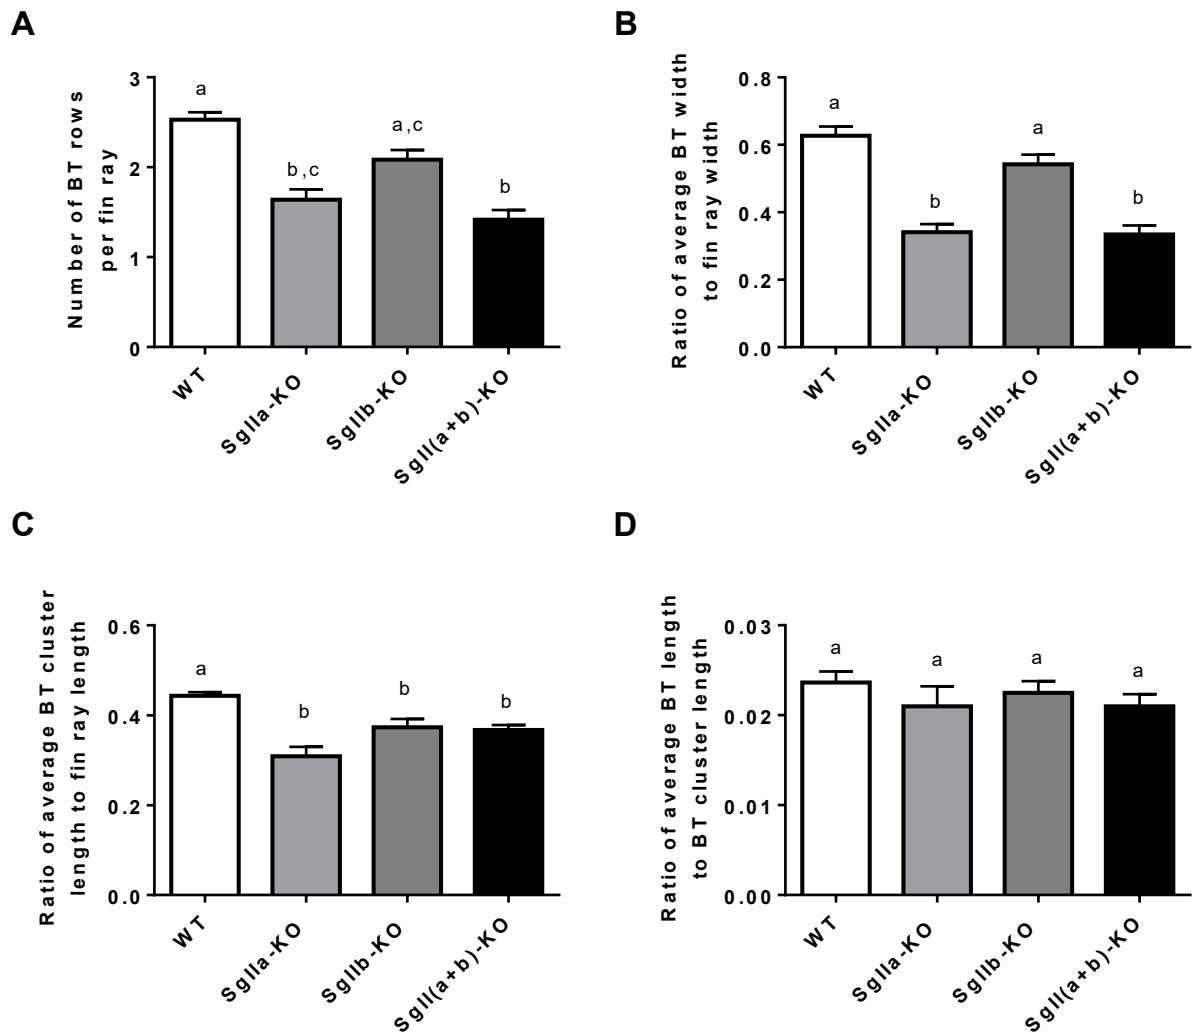 A
Number of BT rows
per fin ray
3
2
1
0
a
b,c
a,c
b
WT
SgIIa-KO
SgIIb-KO
SgII(a+b)-KO
B
Ratio of average BT width
to fin ray width
0.8
0.6
0.4
0.2
0.0
a
b
a
b
WT
SgIIa-KO
SgIIb-KO
SgII(a+b)-KO
C
Ratio of average BT cluster
length to fin ray length
0.6
0.4
0.2
0.0
a
b
b
b
WT
SgIIa-KO
SgIIb-KO
SgII(a+b)-KO
D
Ratio of average BT length
to BT cluster length
0.03
0.02
0.01
0.00
a
a
a
a
WT
SgIIa-KO
SgIIb-KO
SgII(a+b)-KO